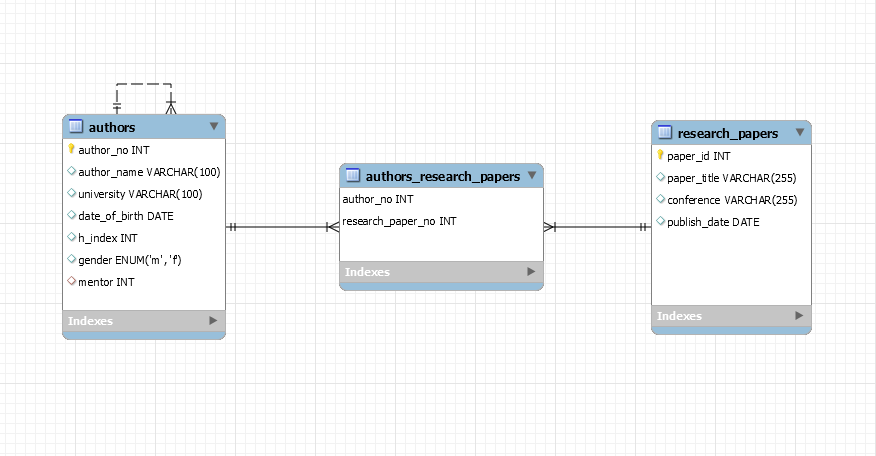 authors
author_no INT
author_name VARCHAR(100)
university VARCHAR(100)
date_of_birth DATE
h_index INT
gender ENUM('m','f')
mentor INT
Indexes
authors_research_papers
author_no INT
research_paper_no INT
Indexes
research_papers
paper_id INT
paper_title VARCHAR(255)
conference VARCHAR(255)
publish_date DATE
Indexes